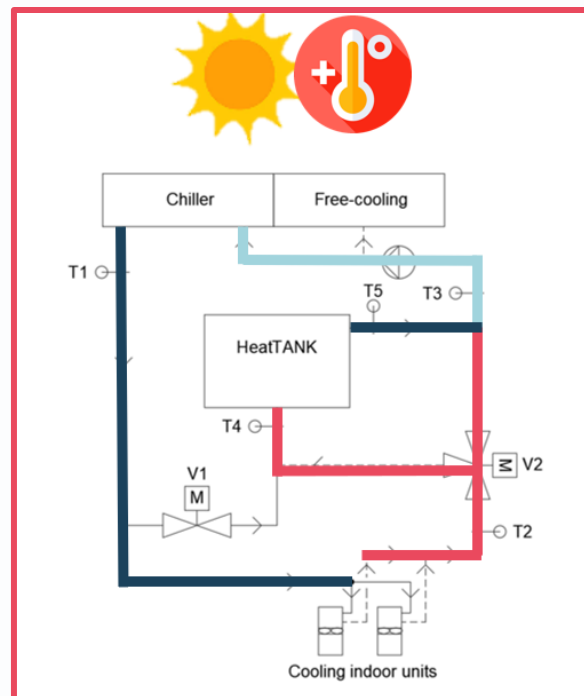 Chiller
Free-cooling
T1
T3
T5
HeatTANK
T4
V1
M
M
V2
T2
Cooling indoor units